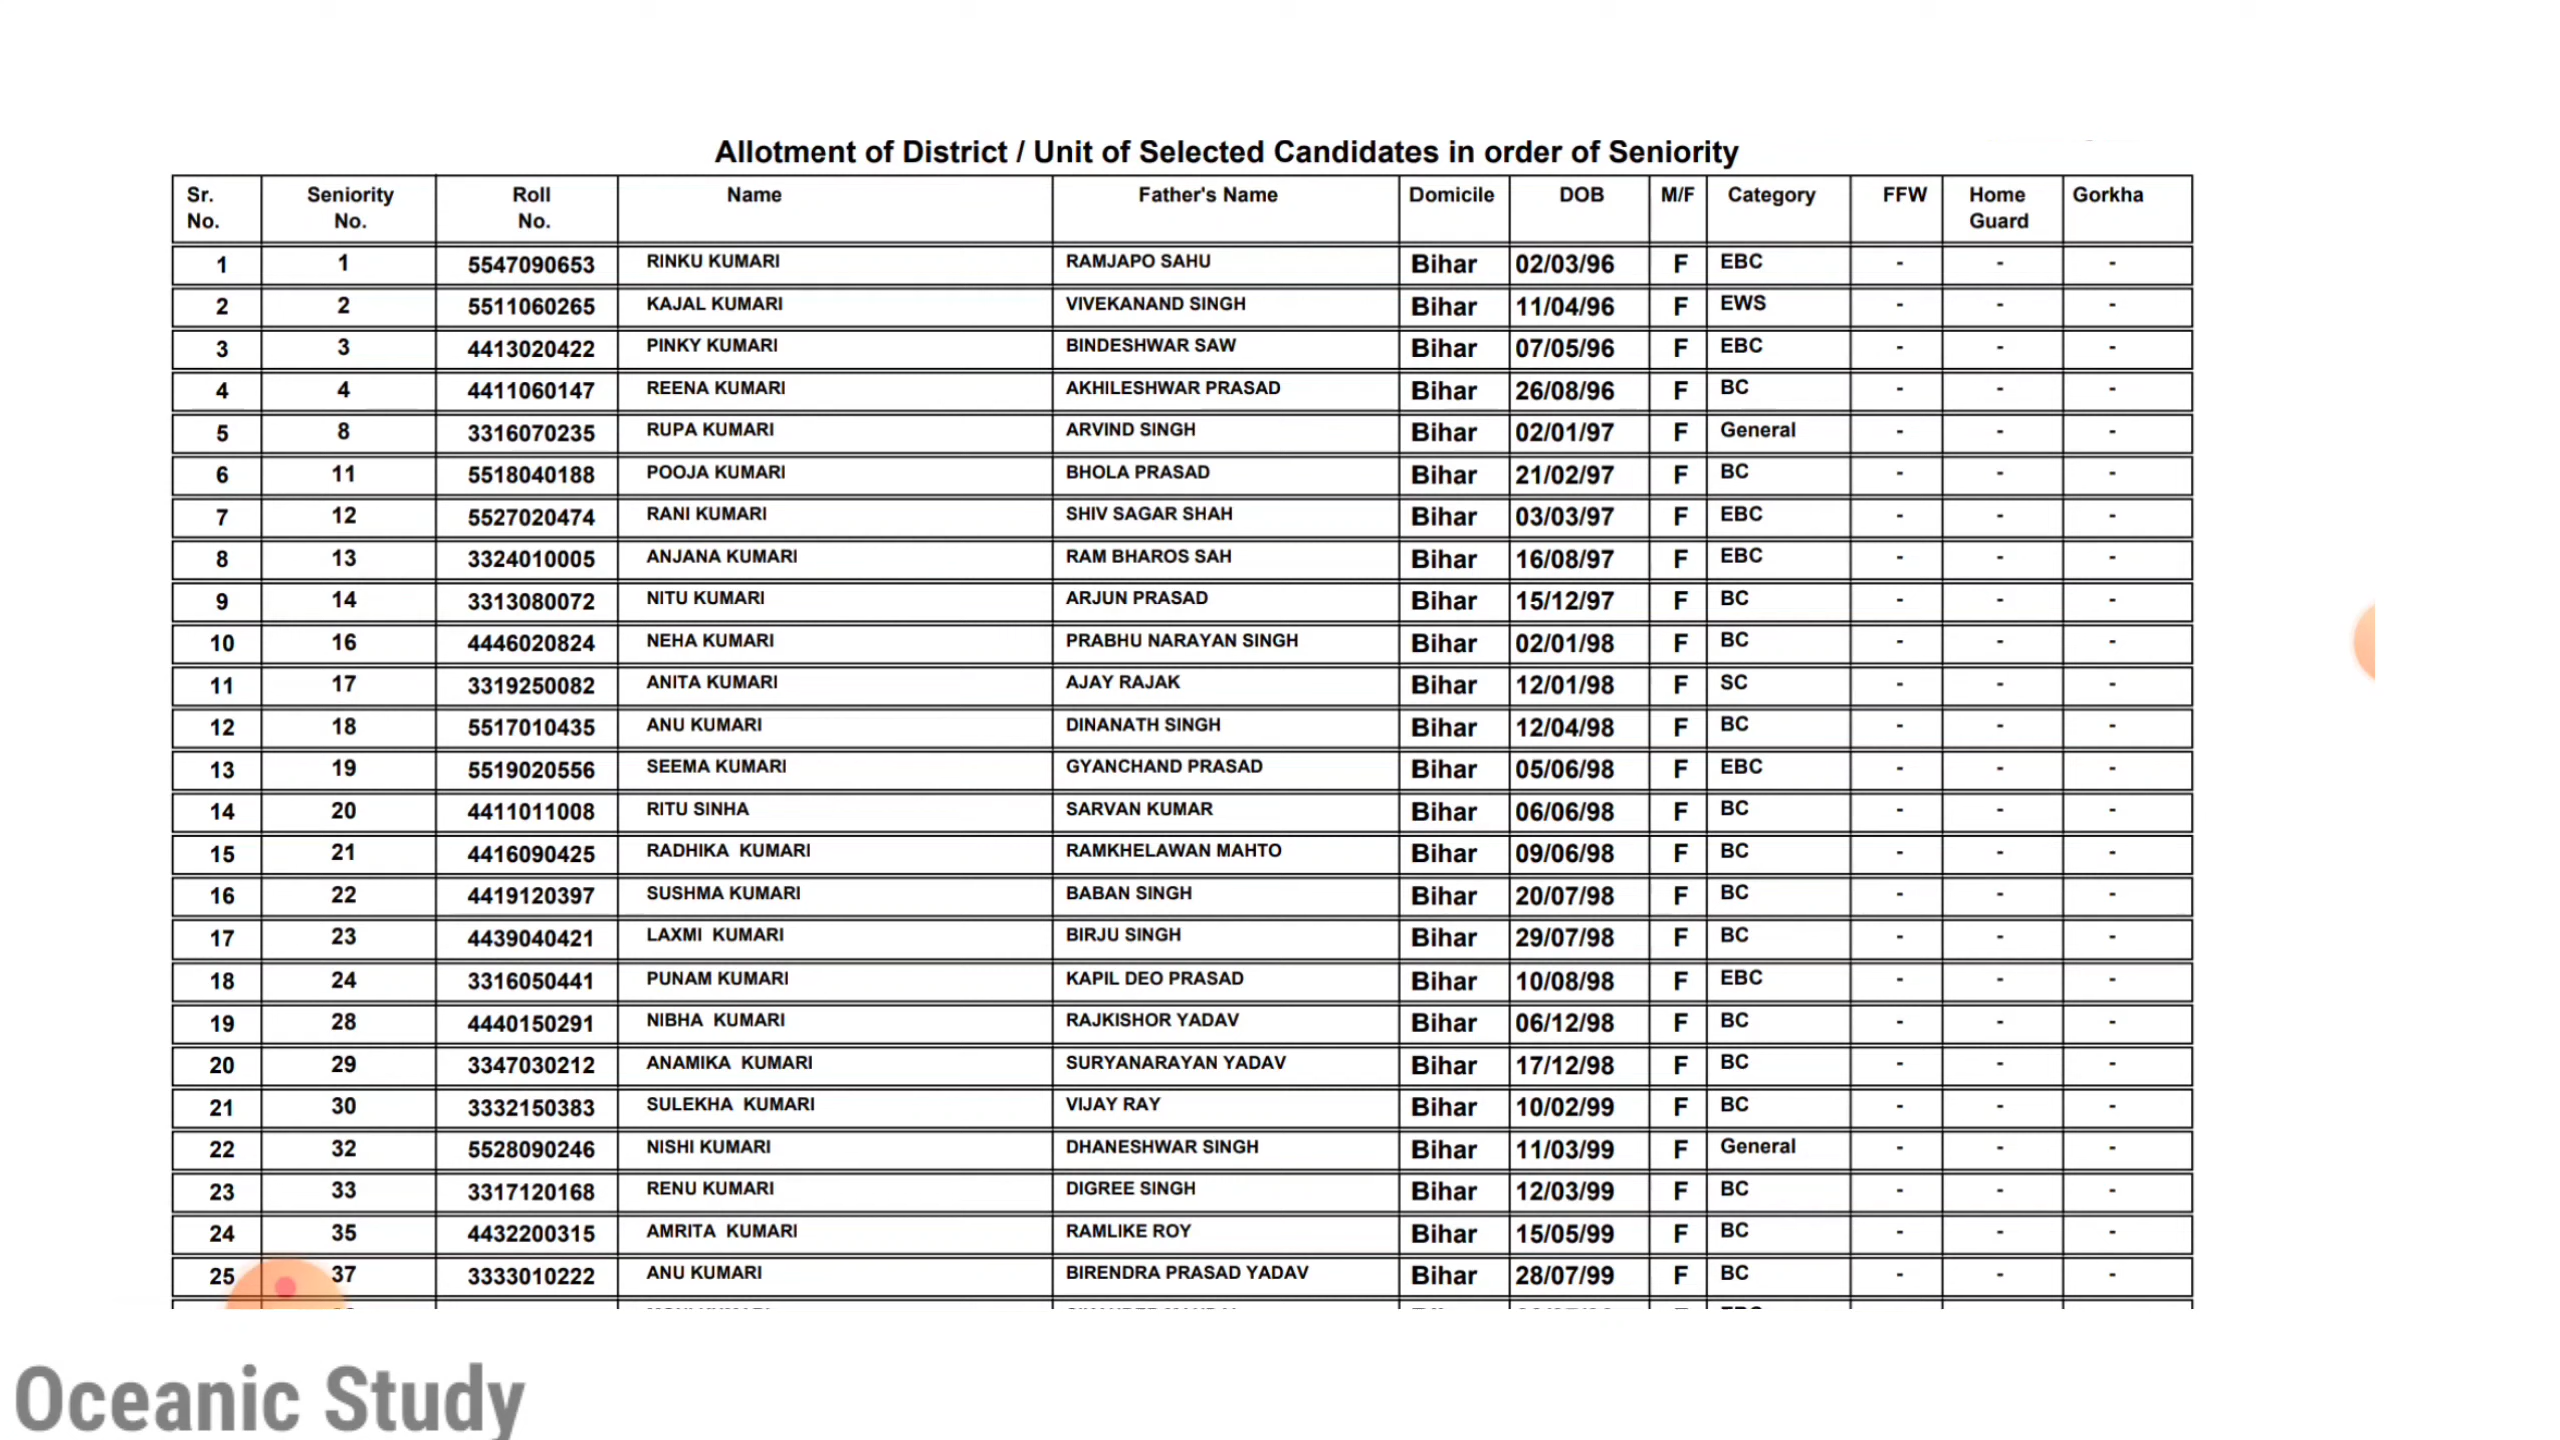 Allotment of District / Unit of Selected Candidates in order of Seniority
Sr. No. Seniority No. Roll No. Name Father's Name Domicile DOB M/F Category FFW Home Guard Gorkha
1 1 5547090653 RINKU KUMARI RAMJAPO SAHU Bihar 02/03/96 F EBC - - -
2 2 5511060265 KAJAL KUMARI VIVEKANAND SINGH Bihar 11/04/96 F EWS - - -
3 3 4413020422 PINKY KUMARI BINDESHWAR SAW Bihar 07/05/96 F EBC - - -
4 4 4411060147 REENA KUMARI AKHILESHWAR PRASAD Bihar 26/08/96 F BC - - -
5 8 3316070235 RUPA KUMARI ARVIND SINGH Bihar 02/01/97 F General - - -
6 11 5518040188 POOJA KUMARI BHOLA PRASAD Bihar 21/02/97 F BC - - -
7 12 5527020474 RANI KUMARI SHIV SAGAR SHAH Bihar 03/03/97 F EBC - - -
8 13 3324010005 ANJANA KUMARI RAM BHAROS SAH Bihar 16/08/97 F EBC - - -
9 14 3313080072 NITU KUMARI ARJUN PRASAD Bihar 15/12/97 F BC - - -
10 16 4446020824 NEHA KUMARI PRABHU NARAYAN SINGH Bihar 02/01/98 F BC - - -
11 17 3319250082 ANITA KUMARI AJAY RAJAK Bihar 12/01/98 F SC - - -
12 18 5517010435 ANU KUMARI DINANATH SINGH Bihar 12/04/98 F BC - - -
13 19 5519020556 SEEMA KUMARI GYANCHAND PRASAD Bihar 05/06/98 F EBC - - -
14 20 4411011008 RITU SINHA SARVAN KUMAR Bihar 06/06/98 F BC - - -
15 21 4416090425 RADHIKA KUMARI RAMKHELAWAN MAHTO Bihar 09/06/98 F BC - - -
16 22 4419120397 SUSHMA KUMARI BABAN SINGH Bihar 20/07/98 F BC - - -
17 23 4439040421 LAXMI KUMARI BIRJU SINGH Bihar 29/07/98 F BC - - -
18 24 3316050441 PUNAM KUMARI KAPIL DEO PRASAD Bihar 10/08/98 F EBC - - -
19 28 4440150291 NIBHA KUMARI RAJKISHOR YADAV Bihar 06/12/98 F BC - - -
20 29 3347030212 ANAMIKA KUMARI SURYANARAYAN YADAV Bihar 17/12/98 F BC - - -
21 30 3332150383 SULEKHA KUMARI VIJAY RAY Bihar 10/02/99 F BC - - -
22 32 5528090246 NISHI KUMARI DHANESHWAR SINGH Bihar 11/03/99 F General - - -
23 33 3317120168 RENU KUMARI DIGREE SINGH Bihar 12/03/99 F BC - - -
24 35 4432200315 AMRITA KUMARI RAMLIKE ROY Bihar 15/05/99 F BC - - -
25 37 3333010222 ANU KUMARI BIRENDRA PRASAD YADAV Bihar 28/07/99 F BC - - -
Oceanic Study